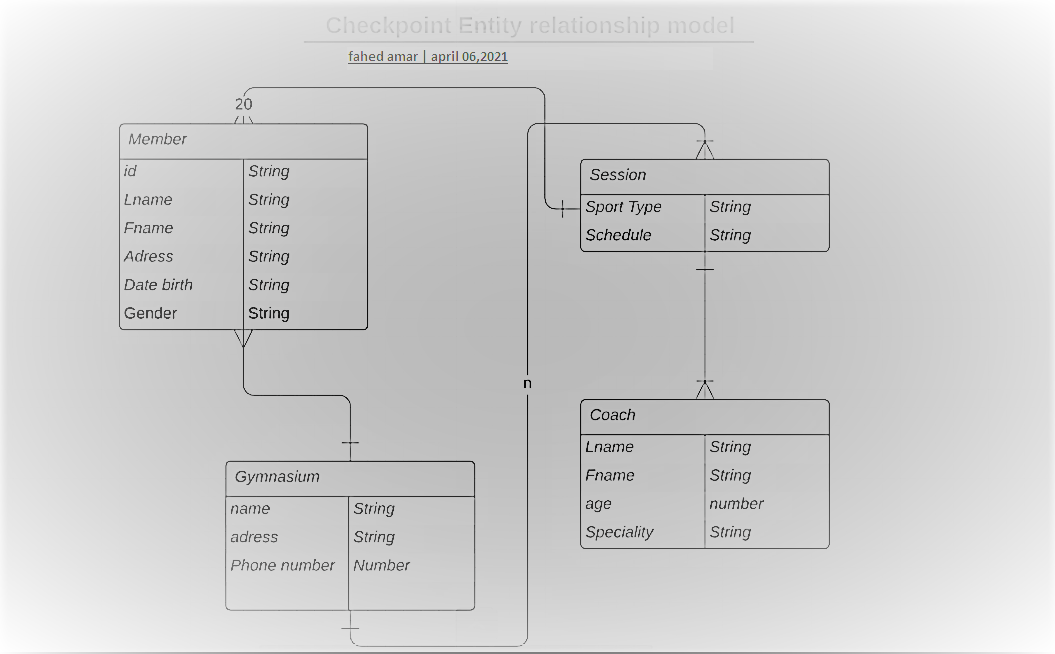 Checkpoint Entity relationship model
fahed amar | april 06,2021
20
Member
id String
Lname String
Fname String
Adress String
Date birth String
Gender String
Session
Sport Type String
Schedule String
n
Coach
Lname String
Fname String
age number
Speciality String
Gymnasium
name String
adress String
Phone number Number